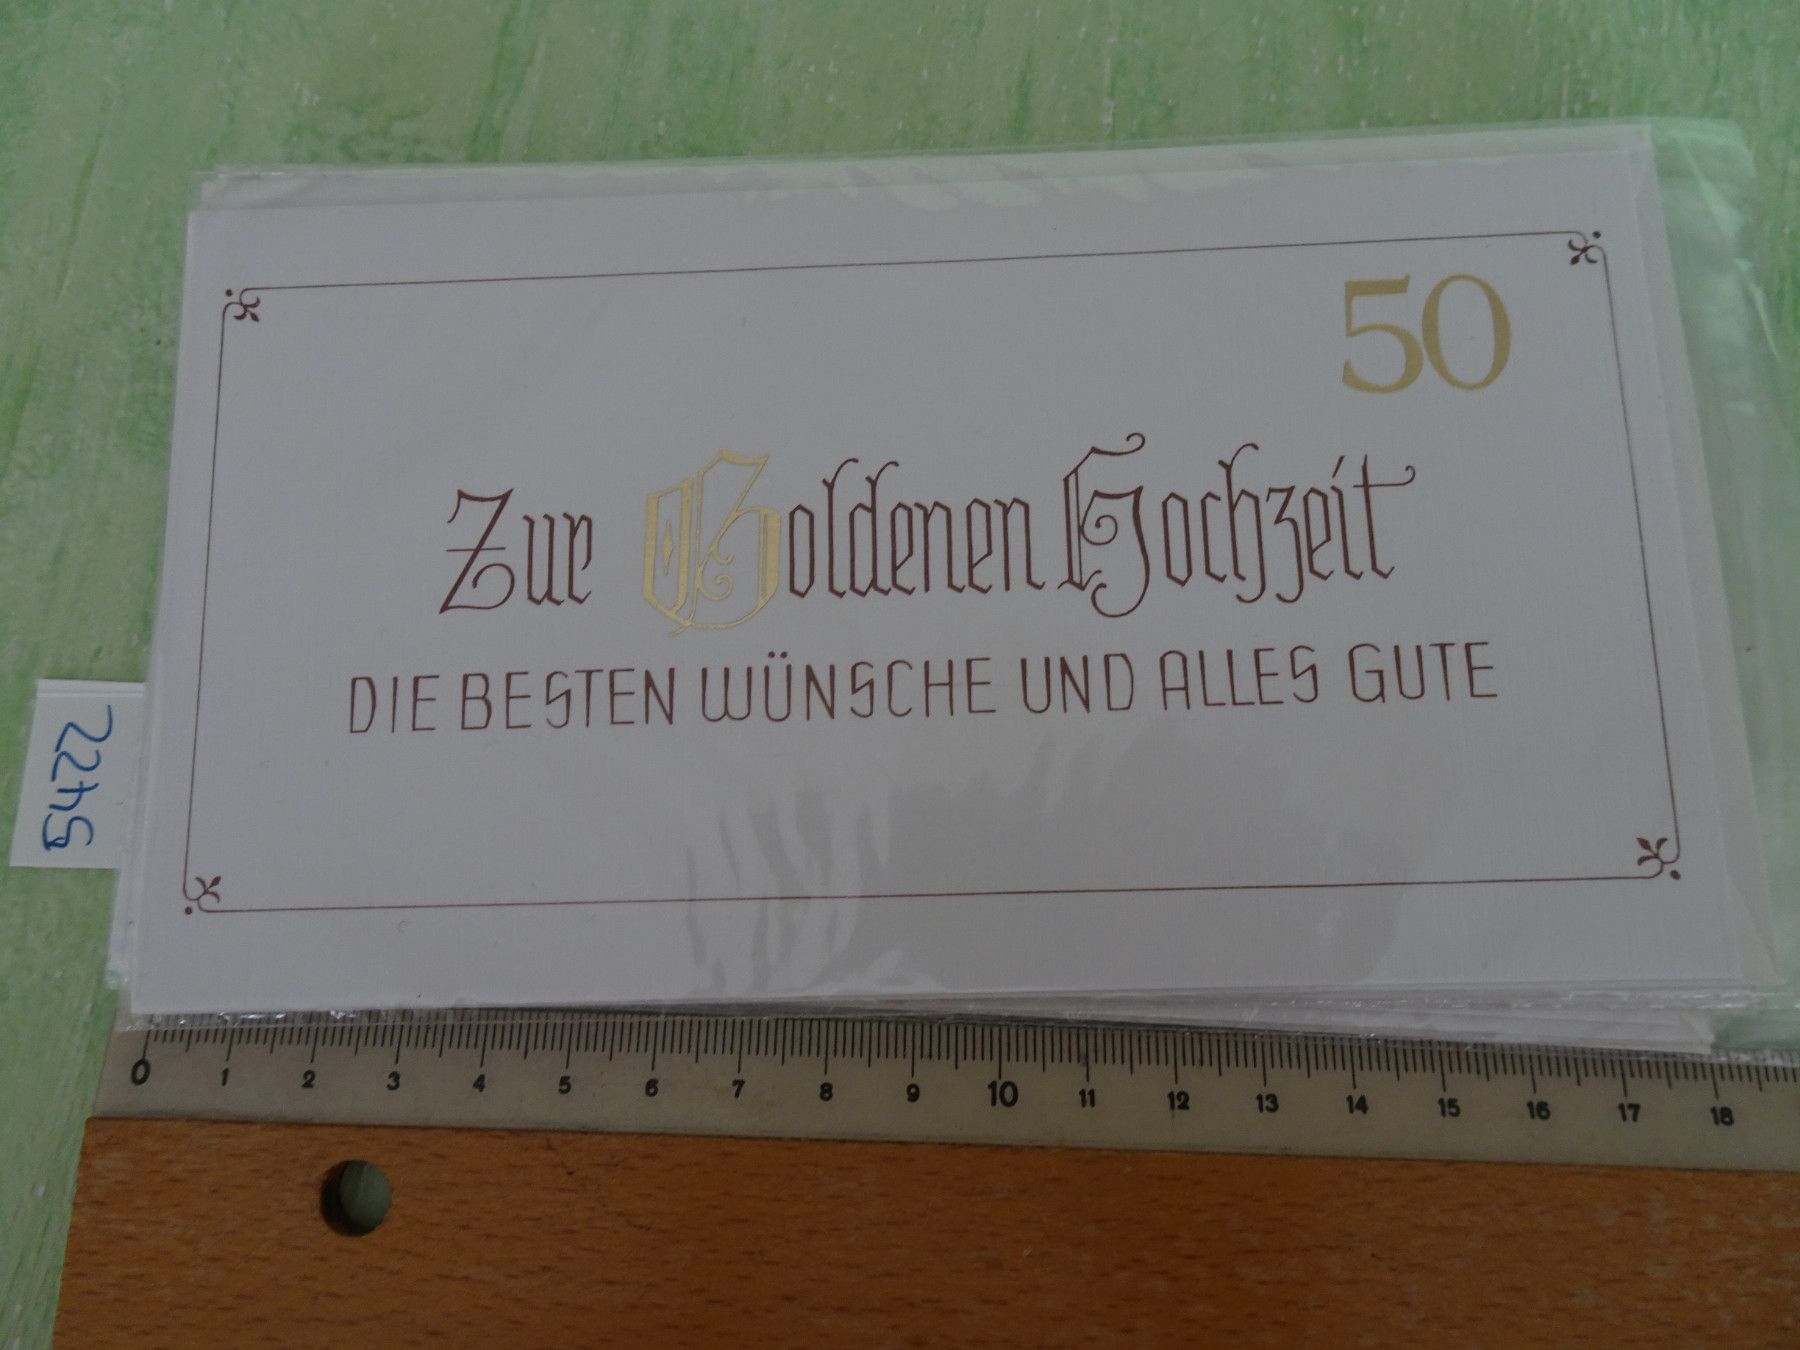 50
Zur Goldenen Hochzeit
DIE BESTEN WÜNSCHE UND ALLES GUTE
5422
0 1 2 3 4 5 6 7 8 9 10 11 12 13 14 15 16 17 18